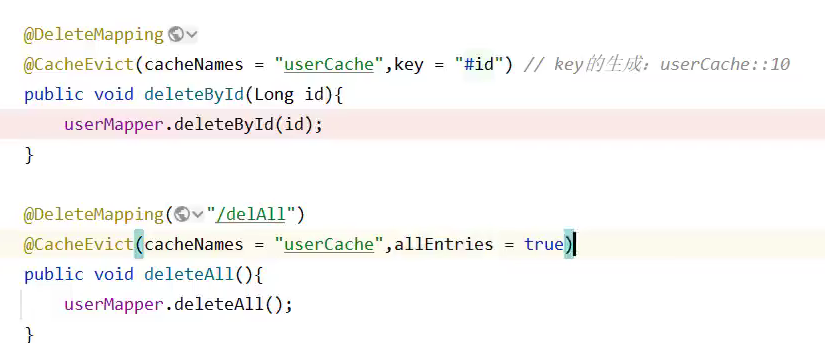 @DeleteMapping
@CacheEvict(cacheNames = "userCache",key = "#id") // key的生成：userCache::10
public void deleteById(Long id){
userMapper.deleteById(id);
}
@DeleteMapping("/delAll")
@CacheEvict(cacheNames = "userCache",allEntries = true)
public void deleteAll(){
userMapper.deleteAll();
}